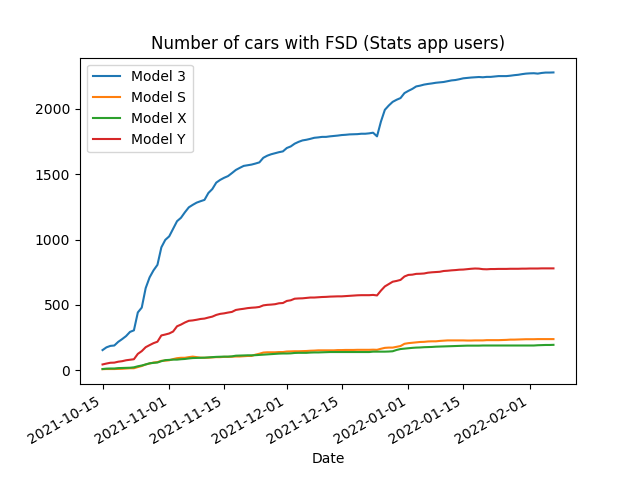 Number of cars with FSD (Stats app users)
Model 3
Model S
Model X
Model Y
2000
1500
1000
500
0
2021-10-15
2021-11-01
2021-11-15
2021-12-01
2021-12-15
2022-01-01
2022-01-15
2022-02-01
Date